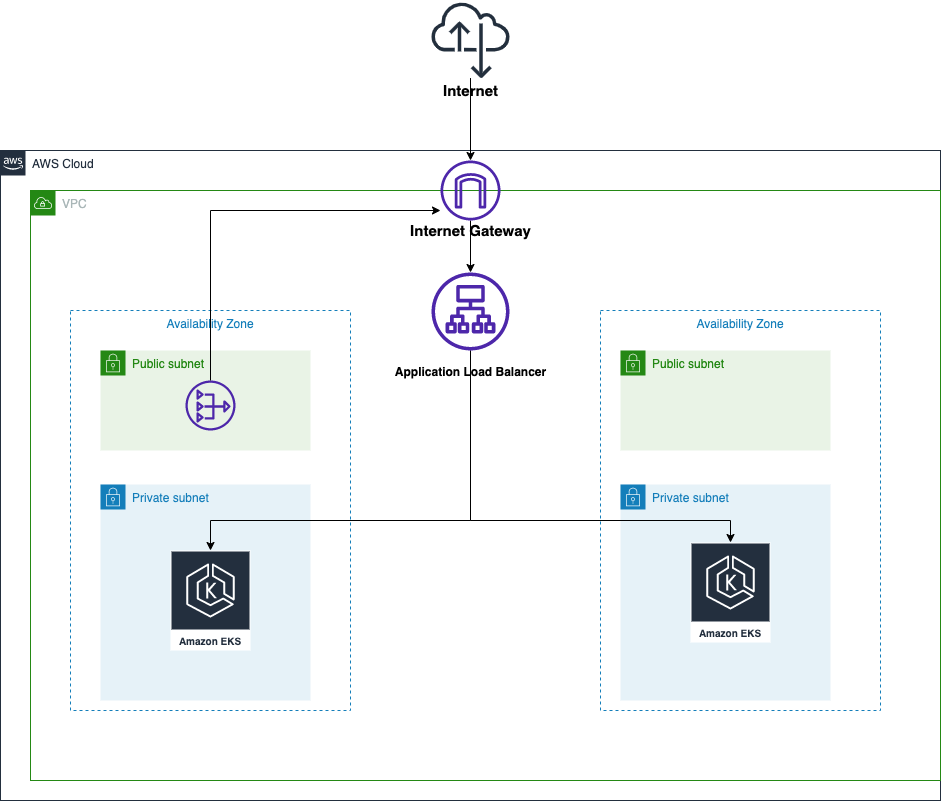 Internet
aws
AWS Cloud
VPC
Internet Gateway
Availability Zone
Availability Zone
Public subnet
Public subnet
Application Load Balancer
Private subnet
Private subnet
K
K
Amazon EKS
Amazon EKS